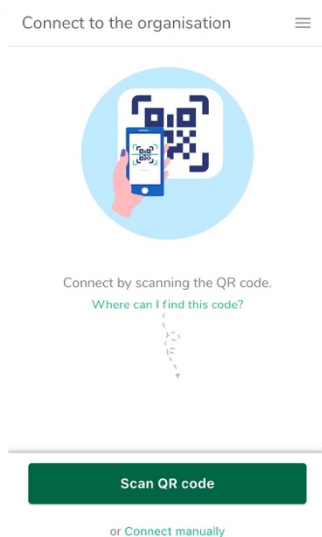 Connect to the organisation
Connect by scanning the QR code.
Where can I find this code?
Scan QR code
or Connect manually